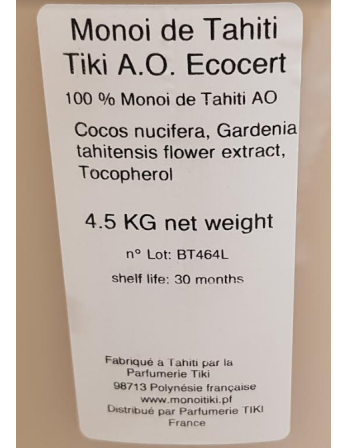 Monoi de Tahiti
Tiki A.O. Ecocert
100 % Monoi de Tahiti AO
Cocos nucifera, Gardenia
tahitensis flower extract,
Tocopherol
4.5 KG net weight
n° Lot: BT464L
shelf life: 30 months
Fabriqué à Tahiti par la
Parfumerie Tiki
98713 Polynésie française
www.monoitiki.pf
Distribué par Parfumerie TIKI
France